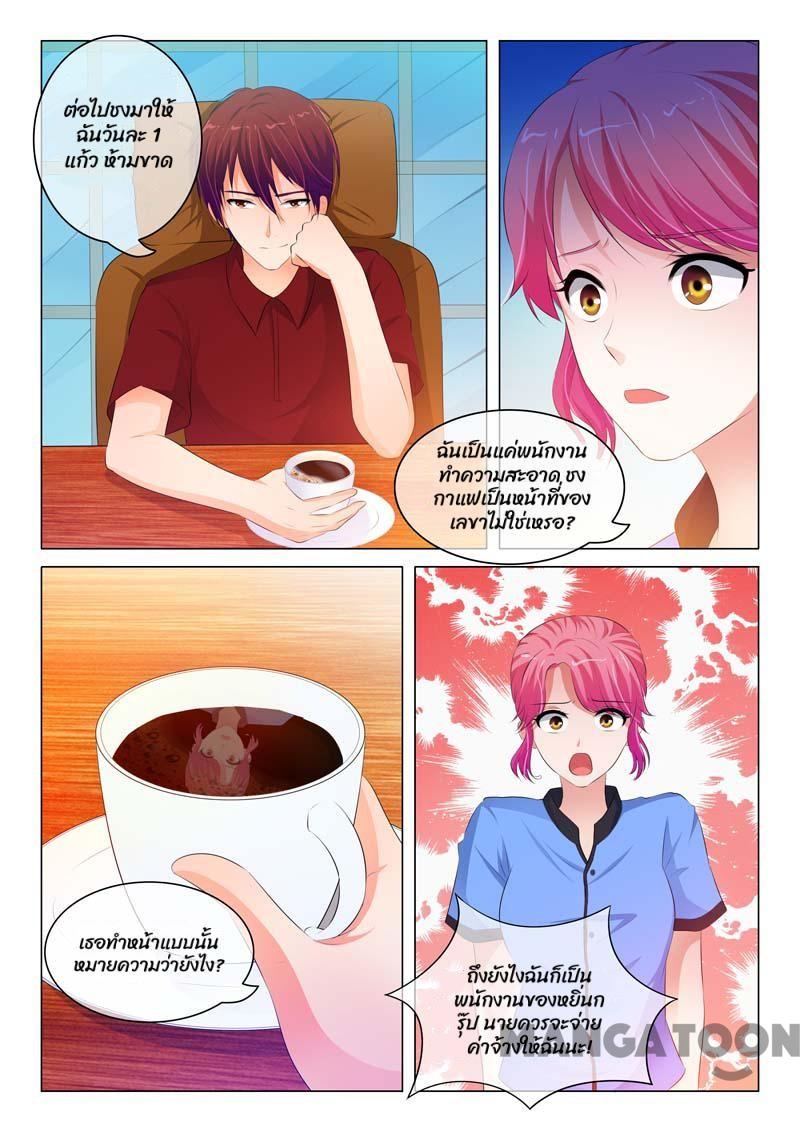 ต่อไปชงมาให้
ฉันวันละ 1
แก้ว ห้ามขาด
ฉันเป็นแค่พนักงาน
ทำความสะอาด ชง
กาแฟเป็นหน้าที่ของ
เลขาไม่ใช่เหรอ?
เธอทำหน้าแบบนั้น
หมายความว่ายังไง?
ถึงยังไงฉันก็เป็น
พนักงานของหยิ่นก
รุ๊ป นายควรจะจ่าย
ค่าจ้างให้ฉันนะ!
MANGATOON